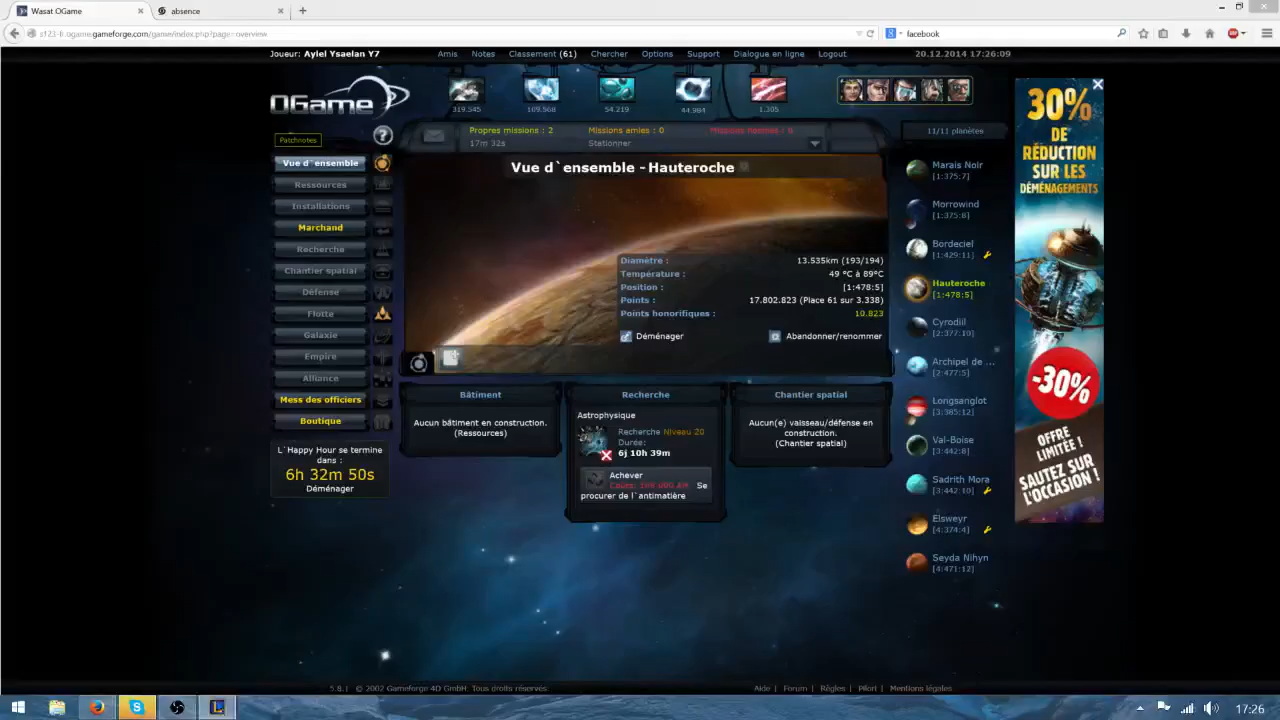 Wasat OGame
absence
s123-fr.ogame.gameforge.com/game/index.php?page=overview
facebook
Joueur: Ayiel Ysaelan Y7
Amis Notes Classement (61) Chercher Options Support Dialogue en ligne Logout
20.12.2014 17:26:09
OGame
319.545 109.568 54.219 44.984 1.305
Patchnotes
?
Propres missions : 2 Missions amies : 0
17m 32s Stationner
11/11 planètes
Vue d`ensemble
Ressources
Installations
Marchand
Recherche
Chantier spatial
Défense
Flotte
Galaxie
Empire
Alliance
Mess des officiers
Boutique
L`Happy Hour se termine
dans :
6h 32m 50s
Déménager
Vue d`ensemble - Hauteroche
Diamètre : 13.535km (193/194)
Température : 49 °C à 89°C
Position : [1:478:5]
Points : 17.802.823 (Place 61 sur 3.338)
Points honorifiques : 10.823
Déménager Abandonner/renommer
Bâtiment
Aucun bâtiment en construction.
(Ressources)
Recherche
Astrophysique
Recherche Niveau 20
Durée:
6j 10h 39m
Achever
Se
procurer de l`antimatière
Chantier spatial
Aucun(e) vaisseau/défense en
construction.
(Chantier spatial)
Marais Noir
[1:375:7]
Morrowind
[1:375:8]
Bordeciel
[1:429:11]
Hauteroche
[1:478:5]
Cyrodiil
[2:377:10]
Archipel de ...
[2:477:5]
Longsanglot
[3:385:12]
Val-Boise
[3:442:8]
Sadrith Mora
[3:442:10]
Elsweyr
[4:374:4]
Seyda Nihyn
[4:471:12]
30%
DE
RÉDUCTION
SUR LES
DÉMÉNAGEMENTS
-30%
OFFRE
LIMITÉE !
SAUTEZ SUR
L'OCCASION !
5.8.1 © 2002 Gameforge 4D GmbH. Tous droits réservés.
Aide | Forum | Règles | Pilori | Mentions légales
17:26